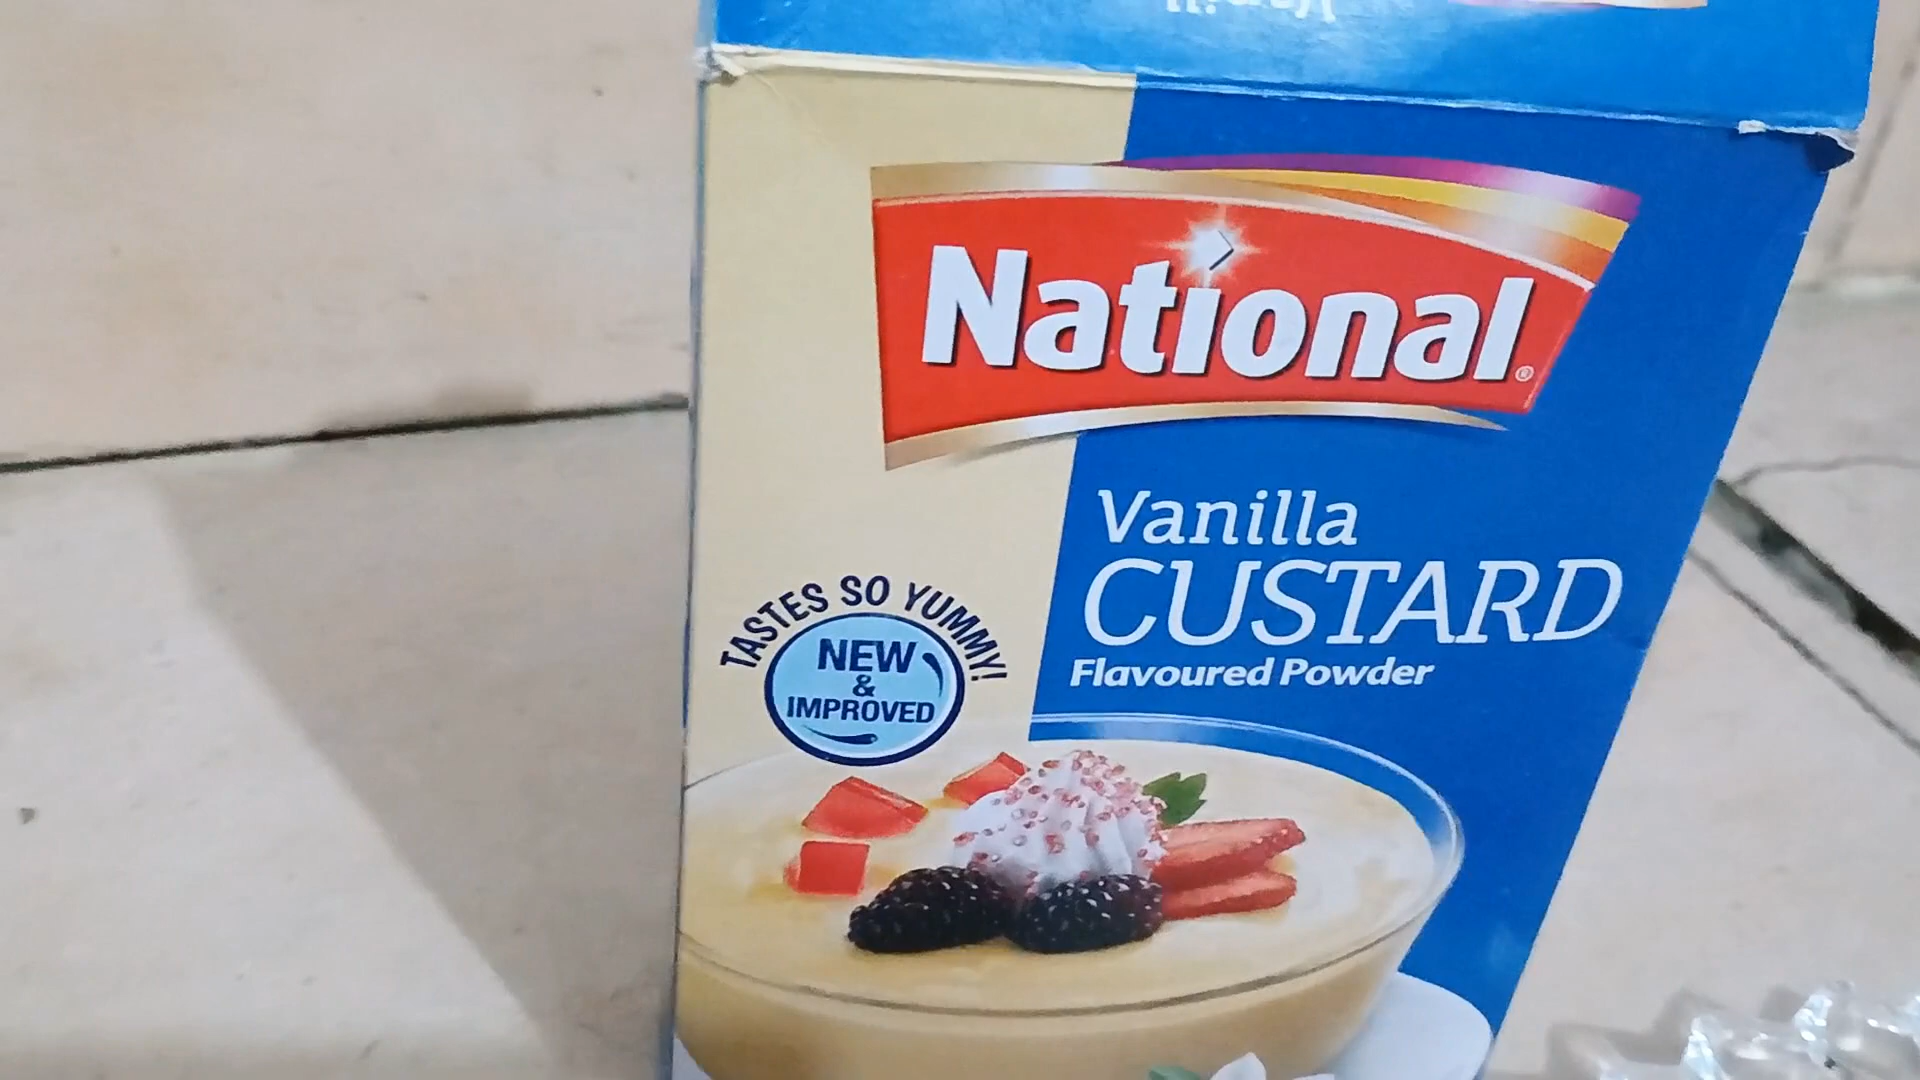 National
Vanilla
CUSTARD
Flavoured Powder
TASTES SO YUMMY!
NEW
&
IMPROVED